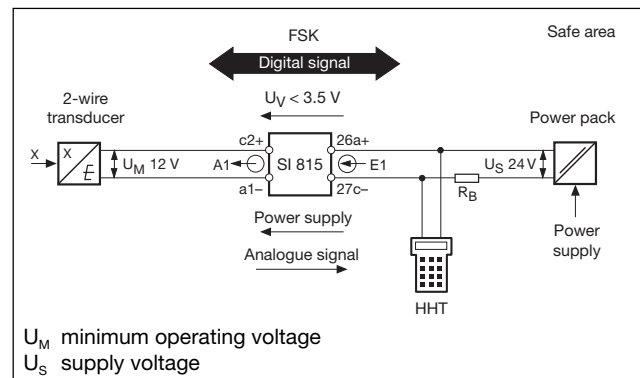 FSK
Safe area
Digital signal
2-wire
transducer
U_V < 3.5 V
Power pack
c2+
26a+
x
x
E
U_M 12 V
A1
SI 815
E1
U_S 24 V
a1–
27c–
R_B
Power supply
Analogue signal
Power
supply
HHT
U_M minimum operating voltage
U_S supply voltage